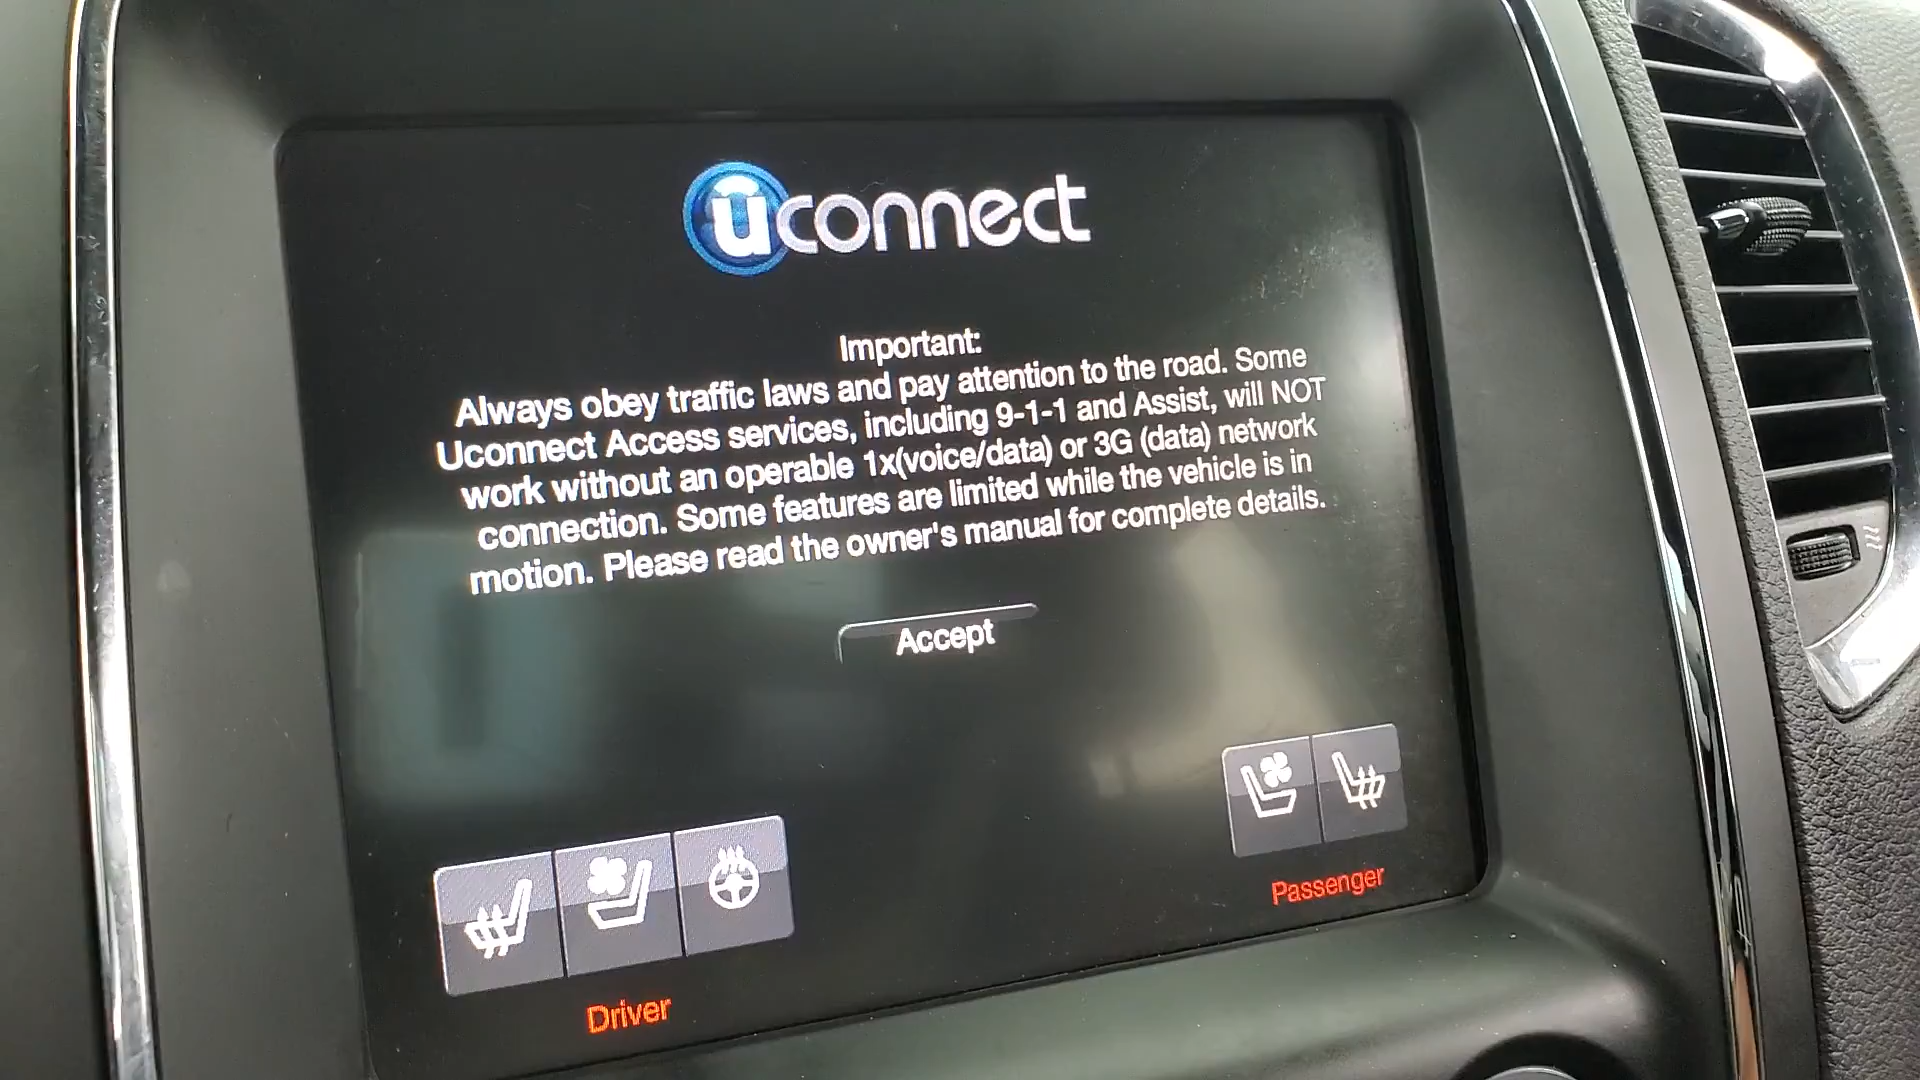 uconnect
Important:
Always obey traffic laws and pay attention to the road. Some
Uconnect Access services, including 9-1-1 and Assist, will NOT
work without an operable 1x(voice/data) or 3G (data) network
connection. Some features are limited while the vehicle is in
motion. Please read the owner's manual for complete details.
Accept
Driver
Passenger